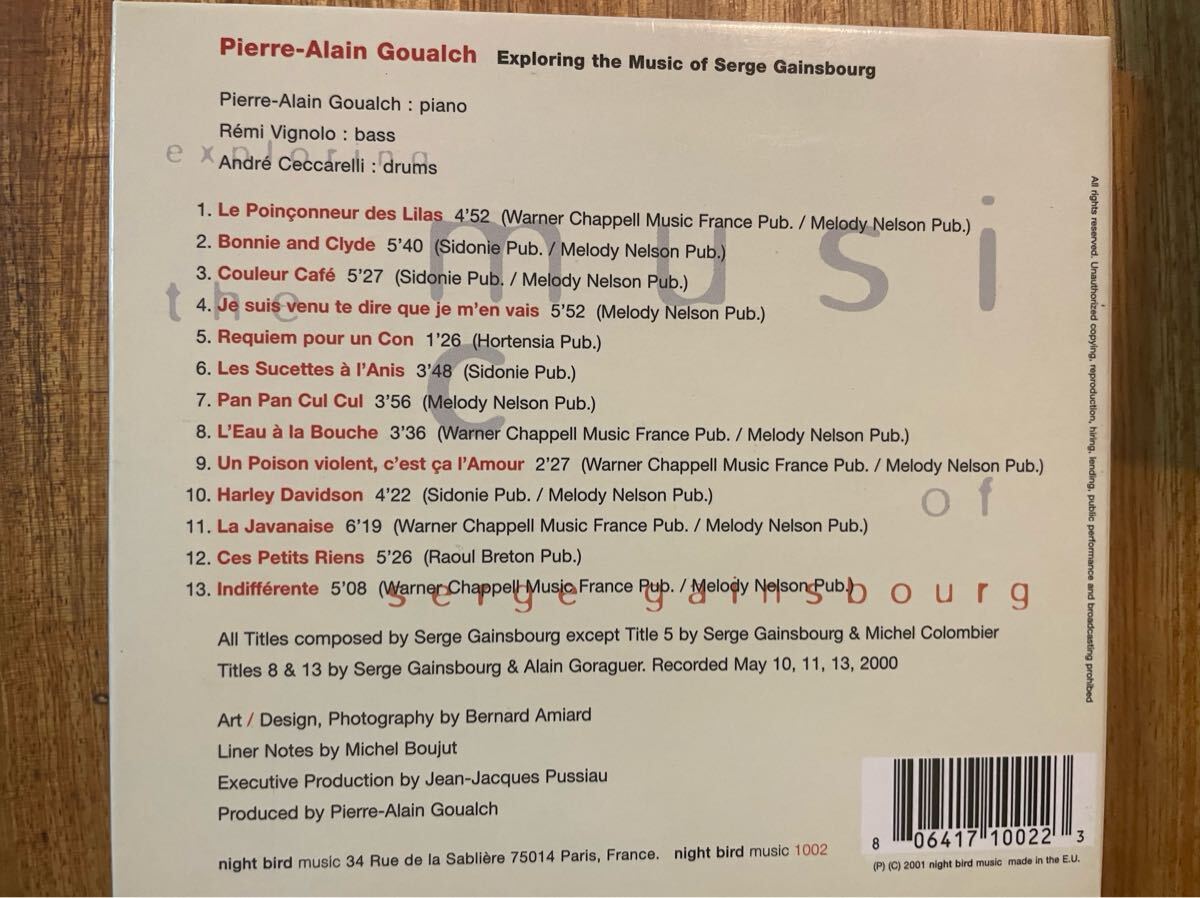 Pierre-Alain Goualch Exploring the Music of Serge Gainsbourg
Pierre-Alain Goualch : piano
Rémi Vignolo : bass
exploring
André Ceccarelli : drums
1. Le Poinçonneur des Lilas 4'52 (Warner Chappell Music France Pub. / Melody Nelson Pub.)
2. Bonnie and Clyde 5'40 (Sidonie Pub. / Melody Nelson Pub.)
musi
3. Couleur Café 5'27 (Sidonie Pub. / Melody Nelson Pub.)
the
4. Je suis venu te dire que je m'en vais 5'52 (Melody Nelson Pub.)
5. Requiem pour un Con 1'26 (Hortensia Pub.)
6. Les Sucettes à l'Anis 3'48 (Sidonie Pub.)
c
7. Pan Pan Cul Cul 3'56 (Melody Nelson Pub.)
8. L'Eau à la Bouche 3'36 (Warner Chappell Music France Pub. / Melody Nelson Pub.)
9. Un Poison violent, c'est ça l'Amour 2'27 (Warner Chappell Music France Pub. / Melody Nelson Pub.)
10. Harley Davidson 4'22 (Sidonie Pub. / Melody Nelson Pub.)
of
11. La Javanaise 6'19 (Warner Chappell Music France Pub. / Melody Nelson Pub.)
12. Ces Petits Riens 5'26 (Raoul Breton Pub.)
13. Indifférente 5'08 (Warner Chappell Music France Pub. / Melody Nelson Pub.)
serge gainsbourg
All Titles composed by Serge Gainsbourg except Title 5 by Serge Gainsbourg & Michel Colombier
Titles 8 & 13 by Serge Gainsbourg & Alain Goraguer. Recorded May 10, 11, 13, 2000
Art / Design, Photography by Bernard Amiard
Liner Notes by Michel Boujut
Executive Production by Jean-Jacques Pussiau
Produced by Pierre-Alain Goualch
night bird music 34 Rue de la Sablière 75014 Paris, France. night bird music 1002
8 06417 10022 3
(P) (C) 2001 night bird music made in the E.U.
All rights reserved. Unauthorized copying, reproduction, hiring, lending, public performance and broadcasting prohibed